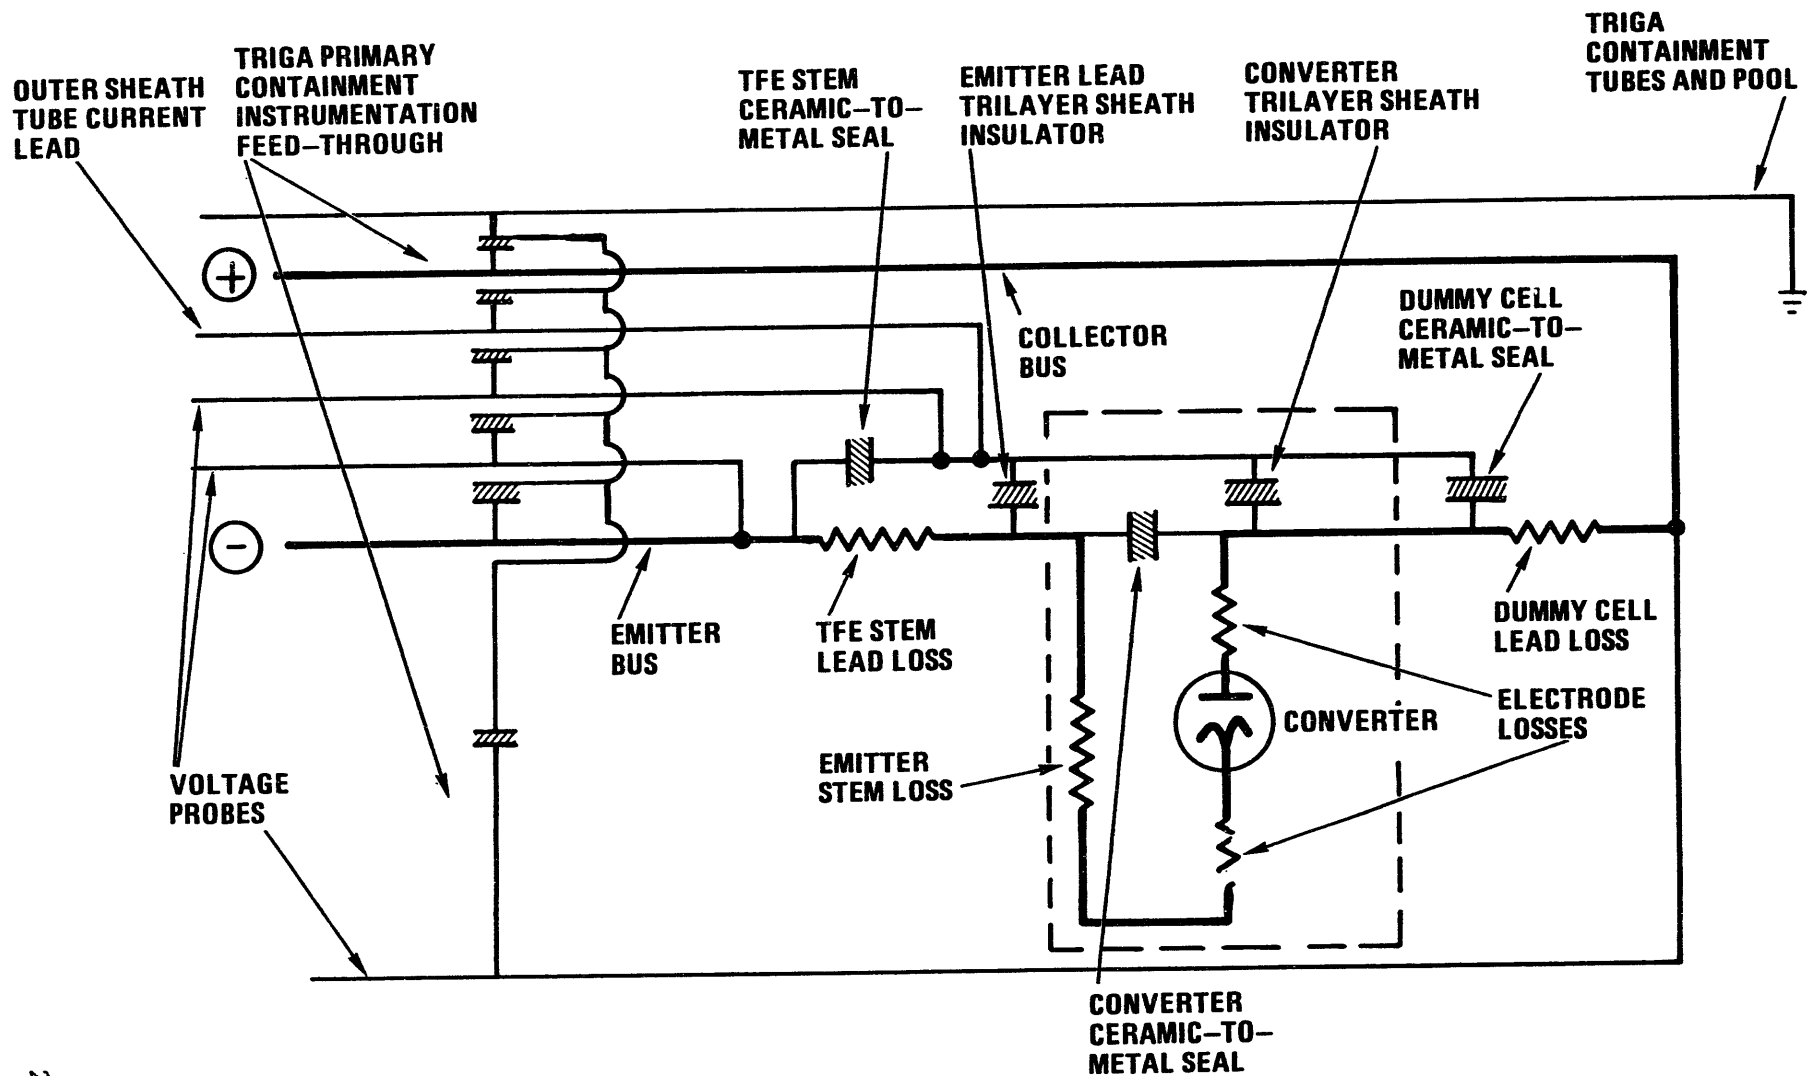 OUTER SHEATH
TUBE CURRENT
LEAD
TRIGA PRIMARY
CONTAINMENT
INSTRUMENTATION
FEED–THROUGH
TFE STEM
CERAMIC–TO–
METAL SEAL
EMITTER LEAD
TRILAYER SHEATH
INSULATOR
CONVERTER
TRILAYER SHEATH
INSULATOR
TRIGA
CONTAINMENT
TUBES AND POOL
+
COLLECTOR
BUS
DUMMY CELL
CERAMIC–TO–
METAL SEAL
-
EMITTER
BUS
TFE STEM
LEAD LOSS
DUMMY CELL
LEAD LOSS
ELECTRODE
LOSSES
CONVERTER
EMITTER
STEM LOSS
VOLTAGE
PROBES
CONVERTER
CERAMIC–TO–
METAL SEAL